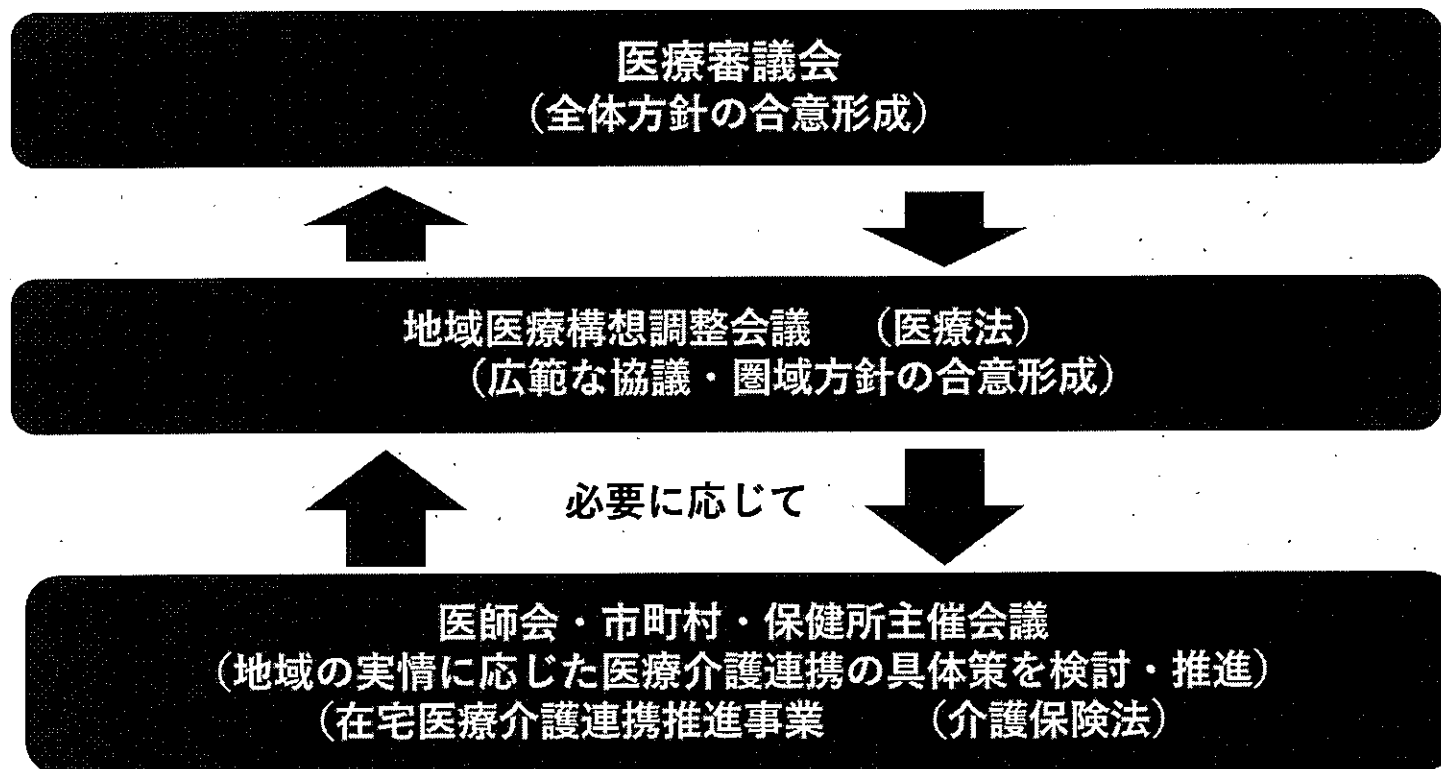 医療審議会
(全体方針の合意形成)
地域医療構想調整会議 (医療法)
(広範な協議・圏域方針の合意形成)
必要に応じて
医師会・市町村・保健所主催会議
(地域の実情に応じた医療介護連携の具体策を検討・推進)
(在宅医療介護連携推進事業 (介護保険法)